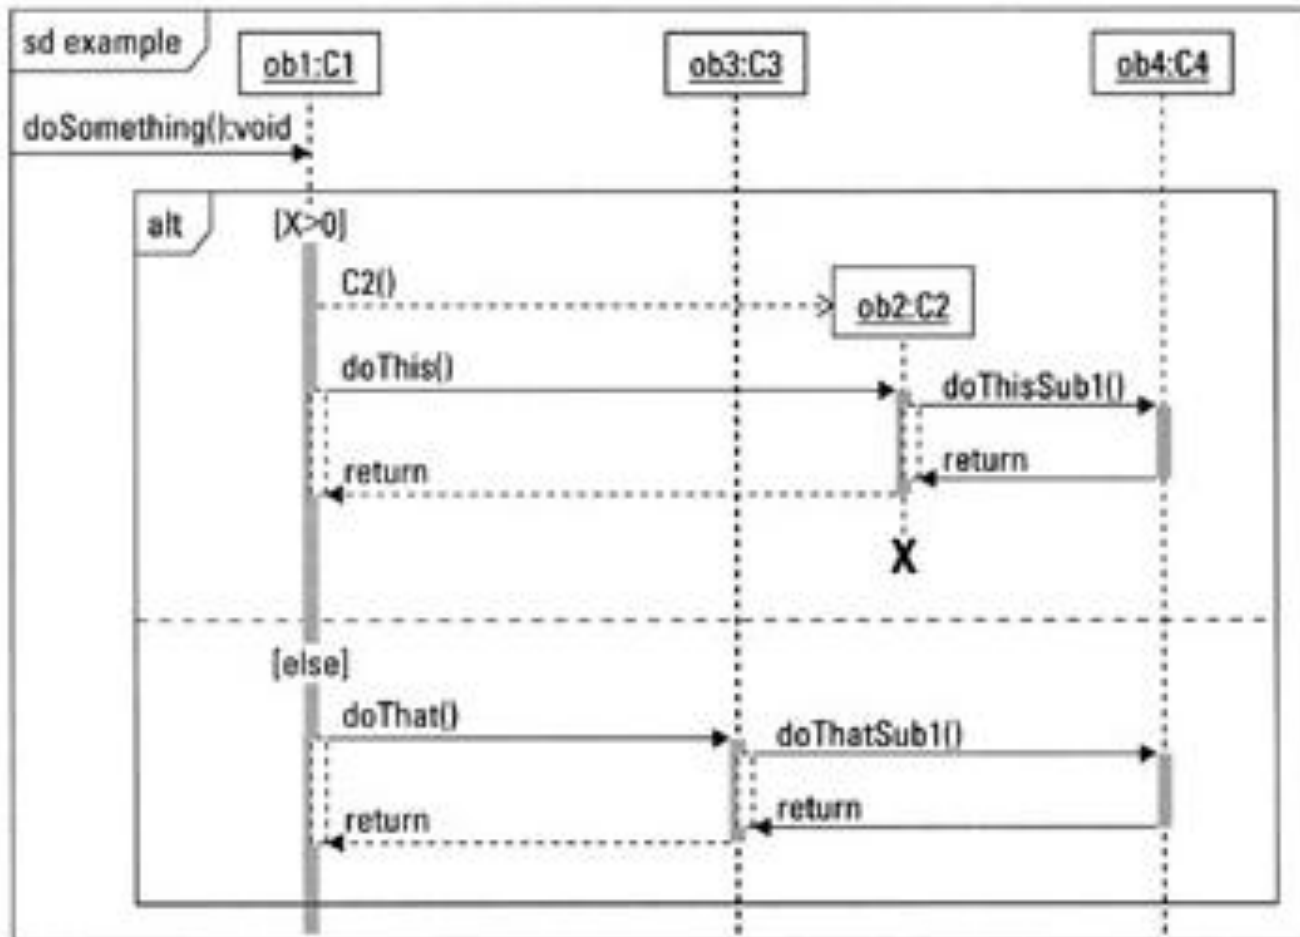 sd example
ob1:C1
ob3:C3
ob4:C4
doSomething():void
alt
[X>0]
C2()
ob2:C2
doThis()
doThisSub1()
return
return
X
[else]
doThat()
doThatSub1()
return
return